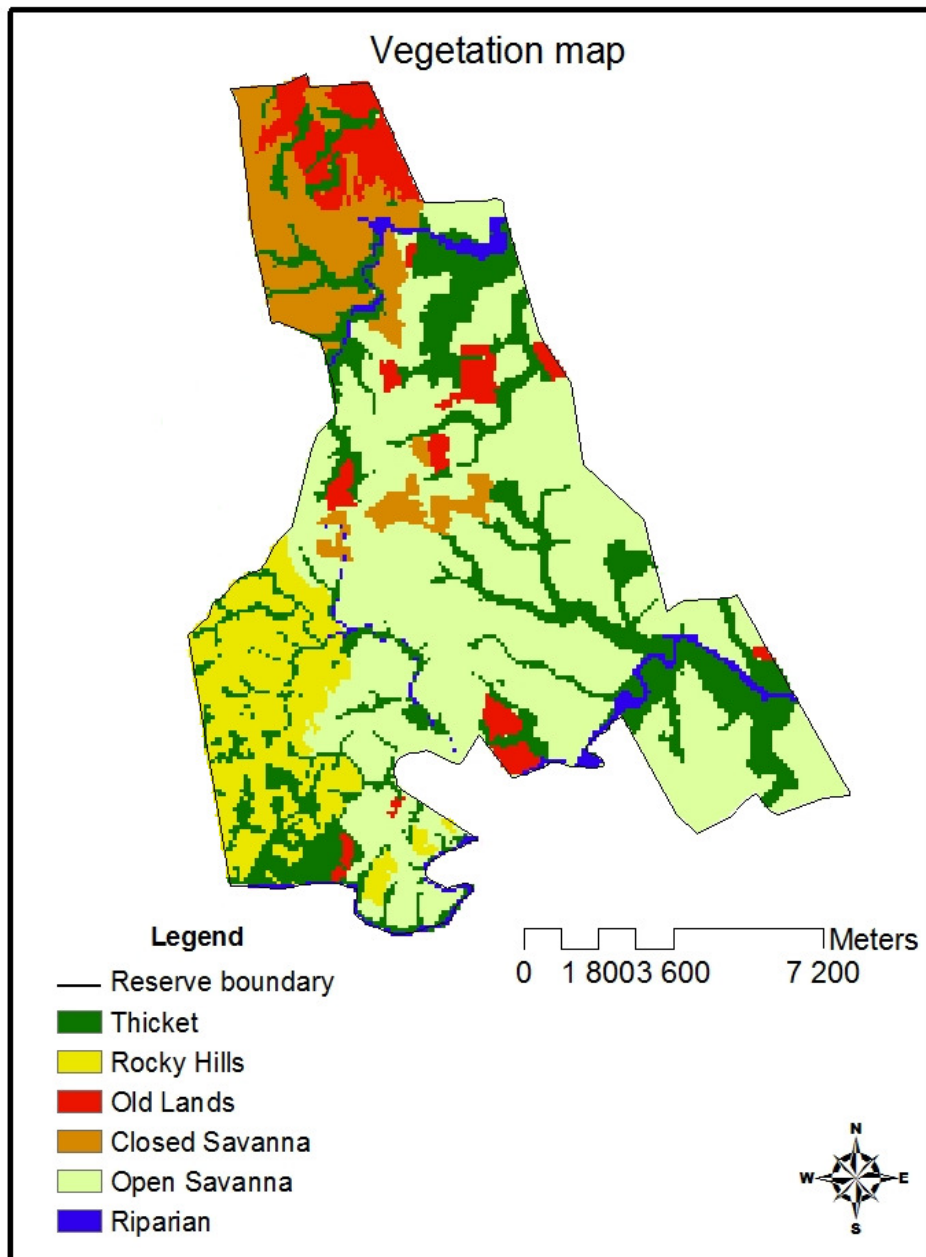 Vegetation map
Legend
Reserve boundary
Thicket
Rocky Hills
Old Lands
Closed Savanna
Open Savanna
Riparian
Meters
0 1 8003 600 7 200
N
W E
S